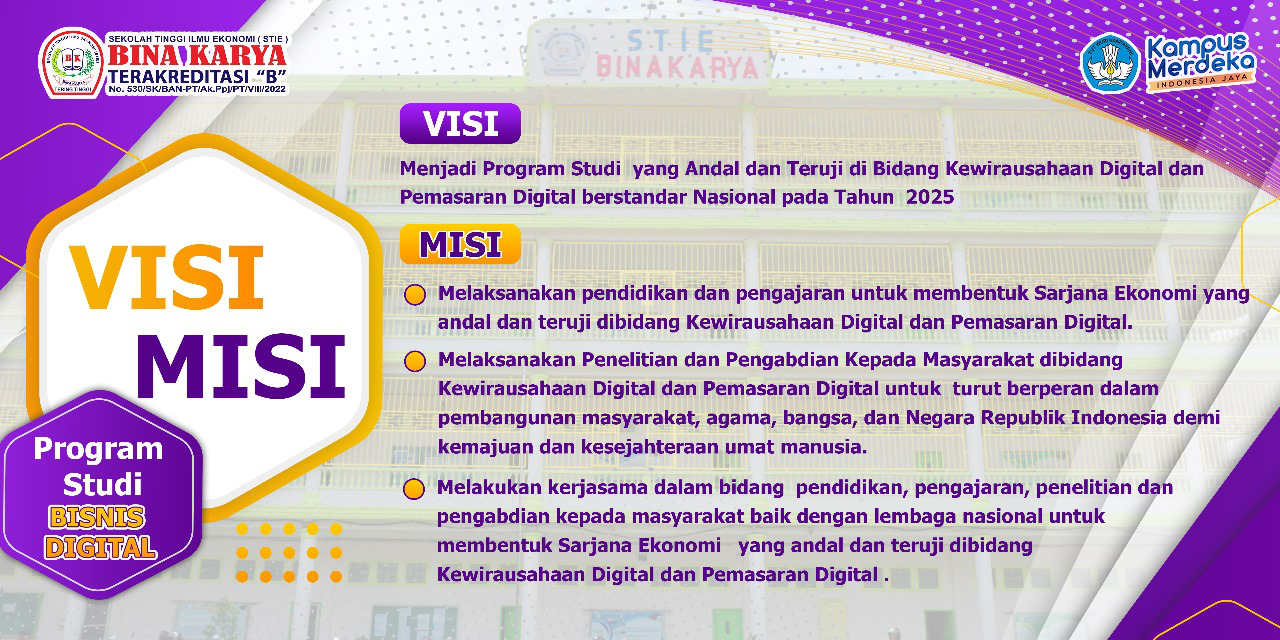 SEKOLAH TINGGI ILMU EKONOMI ( STIE )
BINA KARYA
TERAKREDITASI "B"
No. 530/SK/BAN-PT/Ak.Ppj/PT/VIII/2022
BK
TEBING TINGGI
STIE
BINAKARYA
Kampus
Merdeka
INDONESIA JAYA
VISI
Menjadi Program Studi yang Andal dan Teruji di Bidang Kewirausahaan Digital dan
Pemasaran Digital berstandar Nasional pada Tahun 2025
MISI
Melaksanakan pendidikan dan pengajaran untuk membentuk Sarjana Ekonomi yang
andal dan teruji dibidang Kewirausahaan Digital dan Pemasaran Digital.
Melaksanakan Penelitian dan Pengabdian Kepada Masyarakat dibidang
Kewirausahaan Digital dan Pemasaran Digital untuk turut berperan dalam
pembangunan masyarakat, agama, bangsa, dan Negara Republik Indonesia demi
kemajuan dan kesejahteraan umat manusia.
Melakukan kerjasama dalam bidang pendidikan, pengajaran, penelitian dan
pengabdian kepada masyarakat baik dengan lembaga nasional untuk
membentuk Sarjana Ekonomi yang andal dan teruji dibidang
Kewirausahaan Digital dan Pemasaran Digital .
VISI
MISI
Program
Studi
BISNIS
DIGITAL